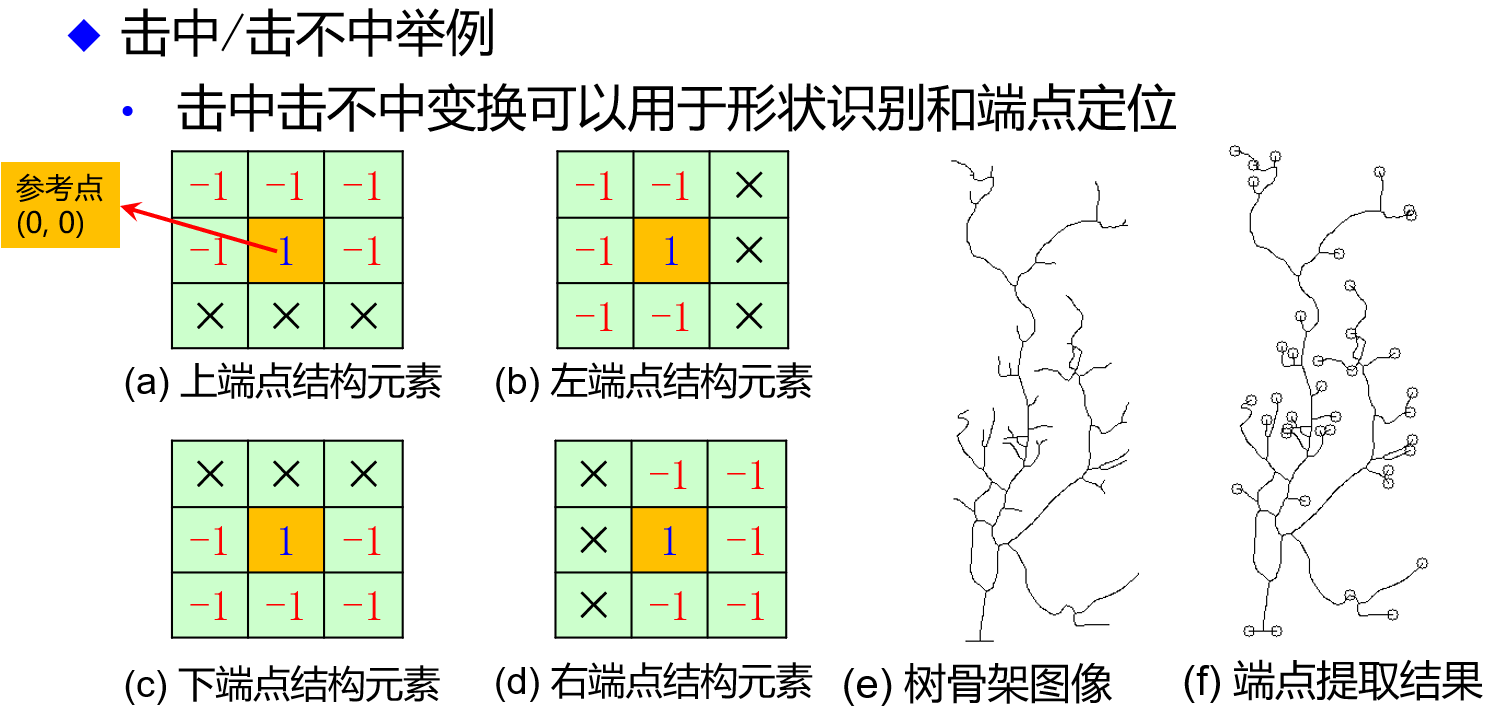 ◆ 击中/击不中举例
• 击中击不中变换可以用于形状识别和端点定位
参考点
(0, 0)
-1 -1 -1
-1 1 -1
× × ×
(a) 上端点结构元素
-1 -1 ×
-1 1 ×
-1 -1 ×
(b) 左端点结构元素
× × ×
-1 1 -1
-1 -1 -1
(c) 下端点结构元素
× -1 -1
× 1 -1
× -1 -1
(d) 右端点结构元素
(e) 树骨架图像
(f) 端点提取结果